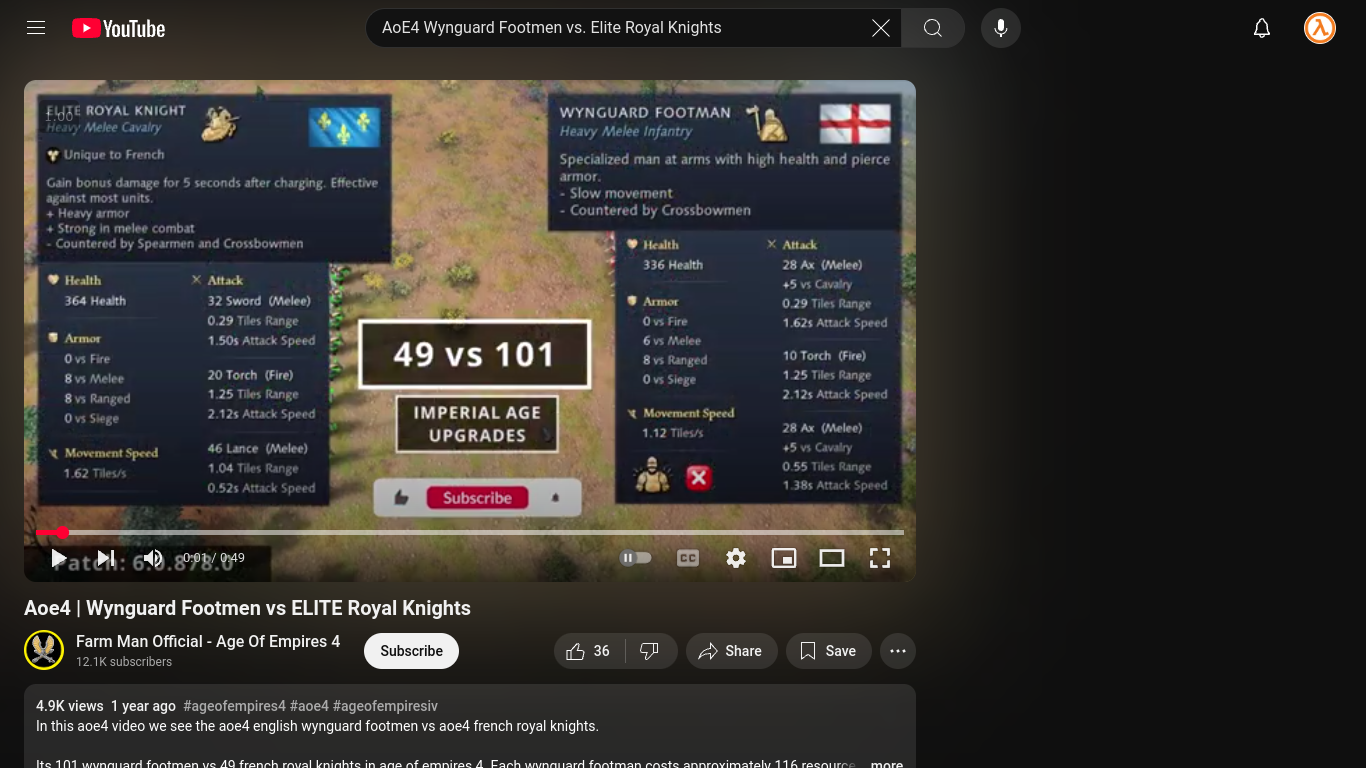 YouTube
AoE4 Wynguard Footmen vs. Elite Royal Knights
ELITE ROYAL KNIGHT
Heavy Melee Cavalry
1:00
Unique to French
Gain bonus damage for 5 seconds after charging. Effective
against most units.
+ Heavy armor
+ Strong in melee combat
- Countered by Spearmen and Crossbowmen
Health
364 Health
Armor
0 vs Fire
8 vs Melee
8 vs Ranged
0 vs Siege
Movement Speed
1.62 Tiles/s
Attack
32 Sword (Melee)
0.29 Tiles Range
1.50s Attack Speed
20 Torch (Fire)
1.25 Tiles Range
2.12s Attack Speed
46 Lance (Melee)
1.04 Tiles Range
0.52s Attack Speed
49 vs 101
IMPERIAL AGE
UPGRADES
Subscribe
WYNGUARD FOOTMAN
Heavy Melee Infantry
Specialized man at arms with high health and pierce
armor.
- Slow movement
- Countered by Crossbowmen
Health
336 Health
Armor
0 vs Fire
6 vs Melee
8 vs Ranged
0 vs Siege
Movement Speed
1.12 Tiles/s
Attack
28 Ax (Melee)
+5 vs Cavalry
0.29 Tiles Range
1.62s Attack Speed
10 Torch (Fire)
1.25 Tiles Range
2.12s Attack Speed
28 Ax (Melee)
+5 vs Cavalry
0.55 Tiles Range
1.38s Attack Speed
Patch: 6.0.878.0
0:01 / 0:49
CC
Aoe4 | Wynguard Footmen vs ELITE Royal Knights
Farm Man Official - Age Of Empires 4
12.1K subscribers
Subscribe
36
Share
Save
4.9K views 1 year ago #ageofempires4 #aoe4 #ageofempiresiv
In this aoe4 video we see the aoe4 english wynguard footmen vs aoe4 french royal knights.
Its 101 wynguard footmen vs 49 french royal knights in age of empires 4. Each wynguard footman costs approximately 116 resource ...more